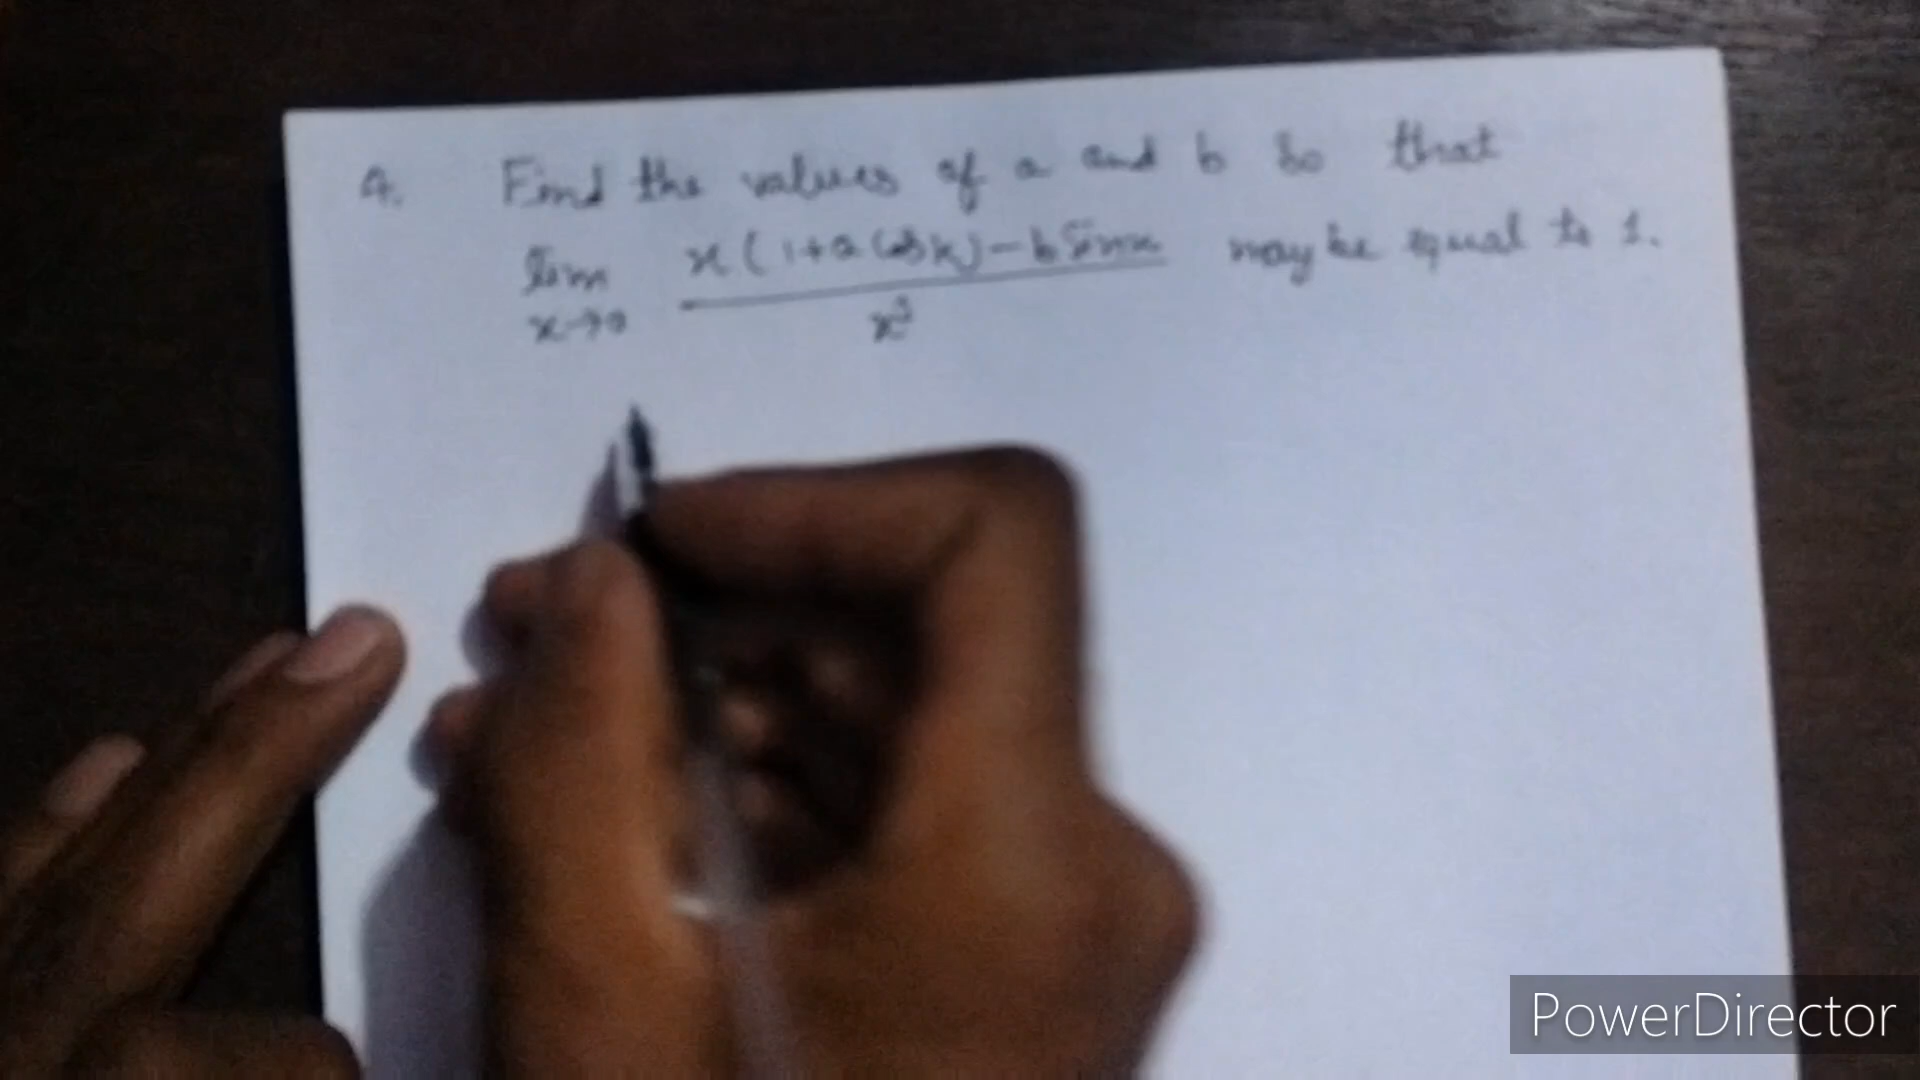 4. Find the values of a and b so that
lim x→0 x(1+a cos x) - b sin x / x³ may be equal to 1.
PowerDirector